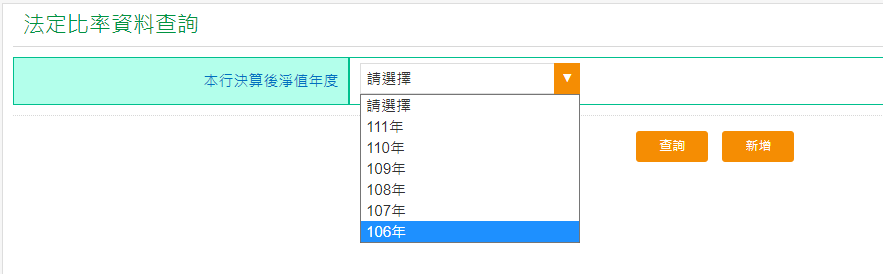 法定比率資料查詢
本行決算後淨值年度
請選擇
▼
請選擇
111年
110年
109年
108年
107年
106年
查詢
新增